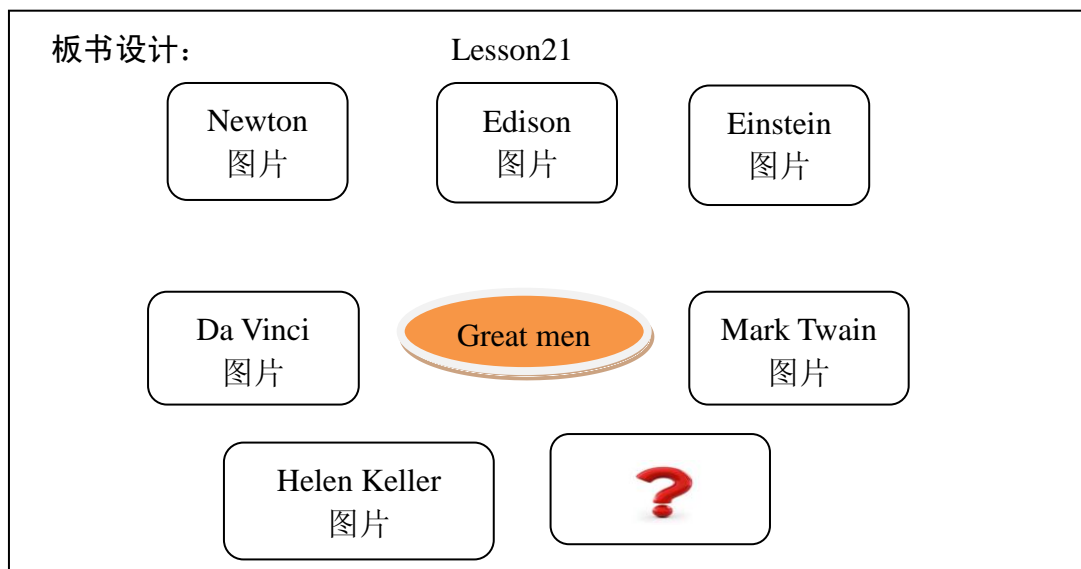 板书设计： Lesson21
Newton
图片
Edison
图片
Einstein
图片
Da Vinci
图片
Great men
Mark Twain
图片
Helen Keller
图片
?